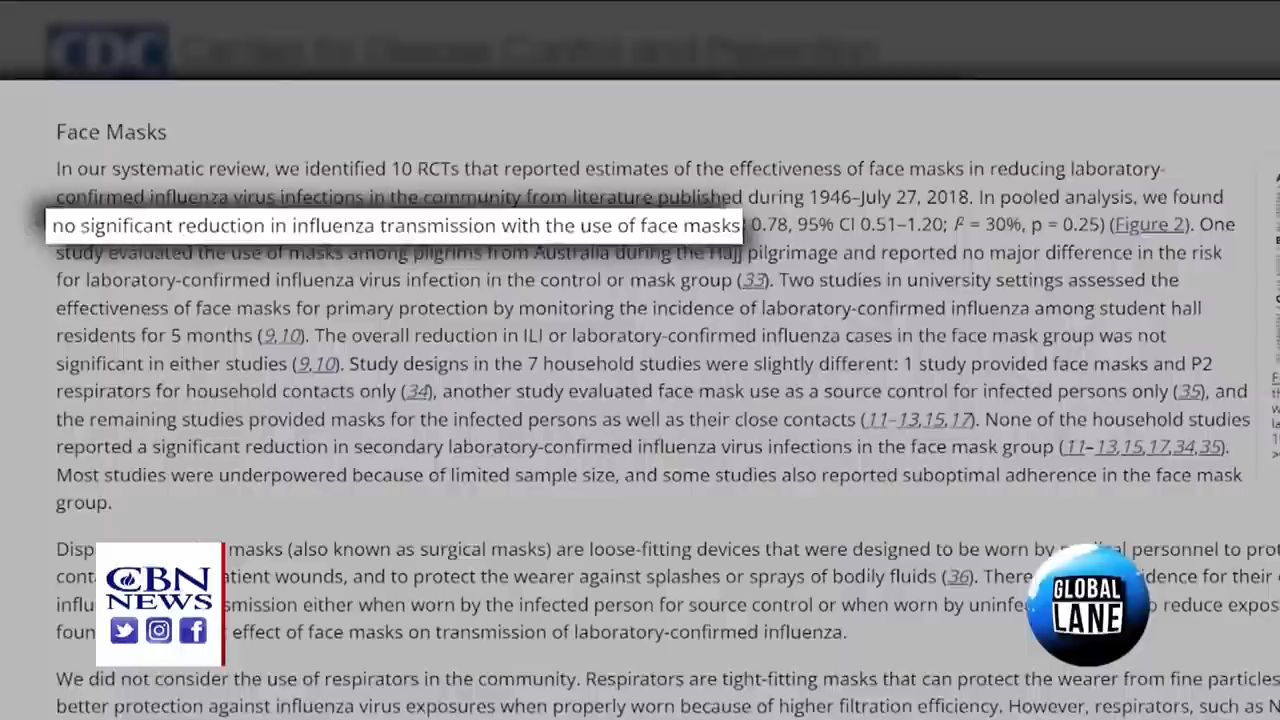 CDC Centers for Disease Control and Prevention
Face Masks
In our systematic review, we identified 10 RCTs that reported estimates of the effectiveness of face masks in reducing laboratory-
confirmed influenza virus infections in the community from literature published during 1946–July 27, 2018. In pooled analysis, we found
no significant reduction in influenza transmission with the use of face masks 0.78, 95% CI 0.51–1.20; I² = 30%, p = 0.25) (Figure 2). One
study evaluated the use of masks among pilgrims from Australia during the Hajj pilgrimage and reported no major difference in the risk
for laboratory-confirmed influenza virus infection in the control or mask group (33). Two studies in university settings assessed the
effectiveness of face masks for primary protection by monitoring the incidence of laboratory-confirmed influenza among student hall
residents for 5 months (9,10). The overall reduction in ILI or laboratory-confirmed influenza cases in the face mask group was not
significant in either studies (9,10). Study designs in the 7 household studies were slightly different: 1 study provided face masks and P2
respirators for household contacts only (34), another study evaluated face mask use as a source control for infected persons only (35), and
the remaining studies provided masks for the infected persons as well as their close contacts (11–13,15,17). None of the household studies
reported a significant reduction in secondary laboratory-confirmed influenza virus infections in the face mask group (11–13,15,17,34,35).
Most studies were underpowered because of limited sample size, and some studies also reported suboptimal adherence in the face mask
group.
masks (also known as surgical masks) are loose-fitting devices that were designed to be worn by personnel to
wounds, and to protect the wearer against splashes or sprays of bodily fluids (36). for their
either when worn by the infected person for source control or when worn by reduce
effect of face masks on transmission of laboratory-confirmed influenza.
We did not consider the use of respirators in the community. Respirators are tight-fitting masks that can protect the wearer from fine particles
better protection against influenza virus exposures when properly worn because of higher filtration efficiency. However, respirators, such as N
CBN
NEWS
GLOBAL
LANE